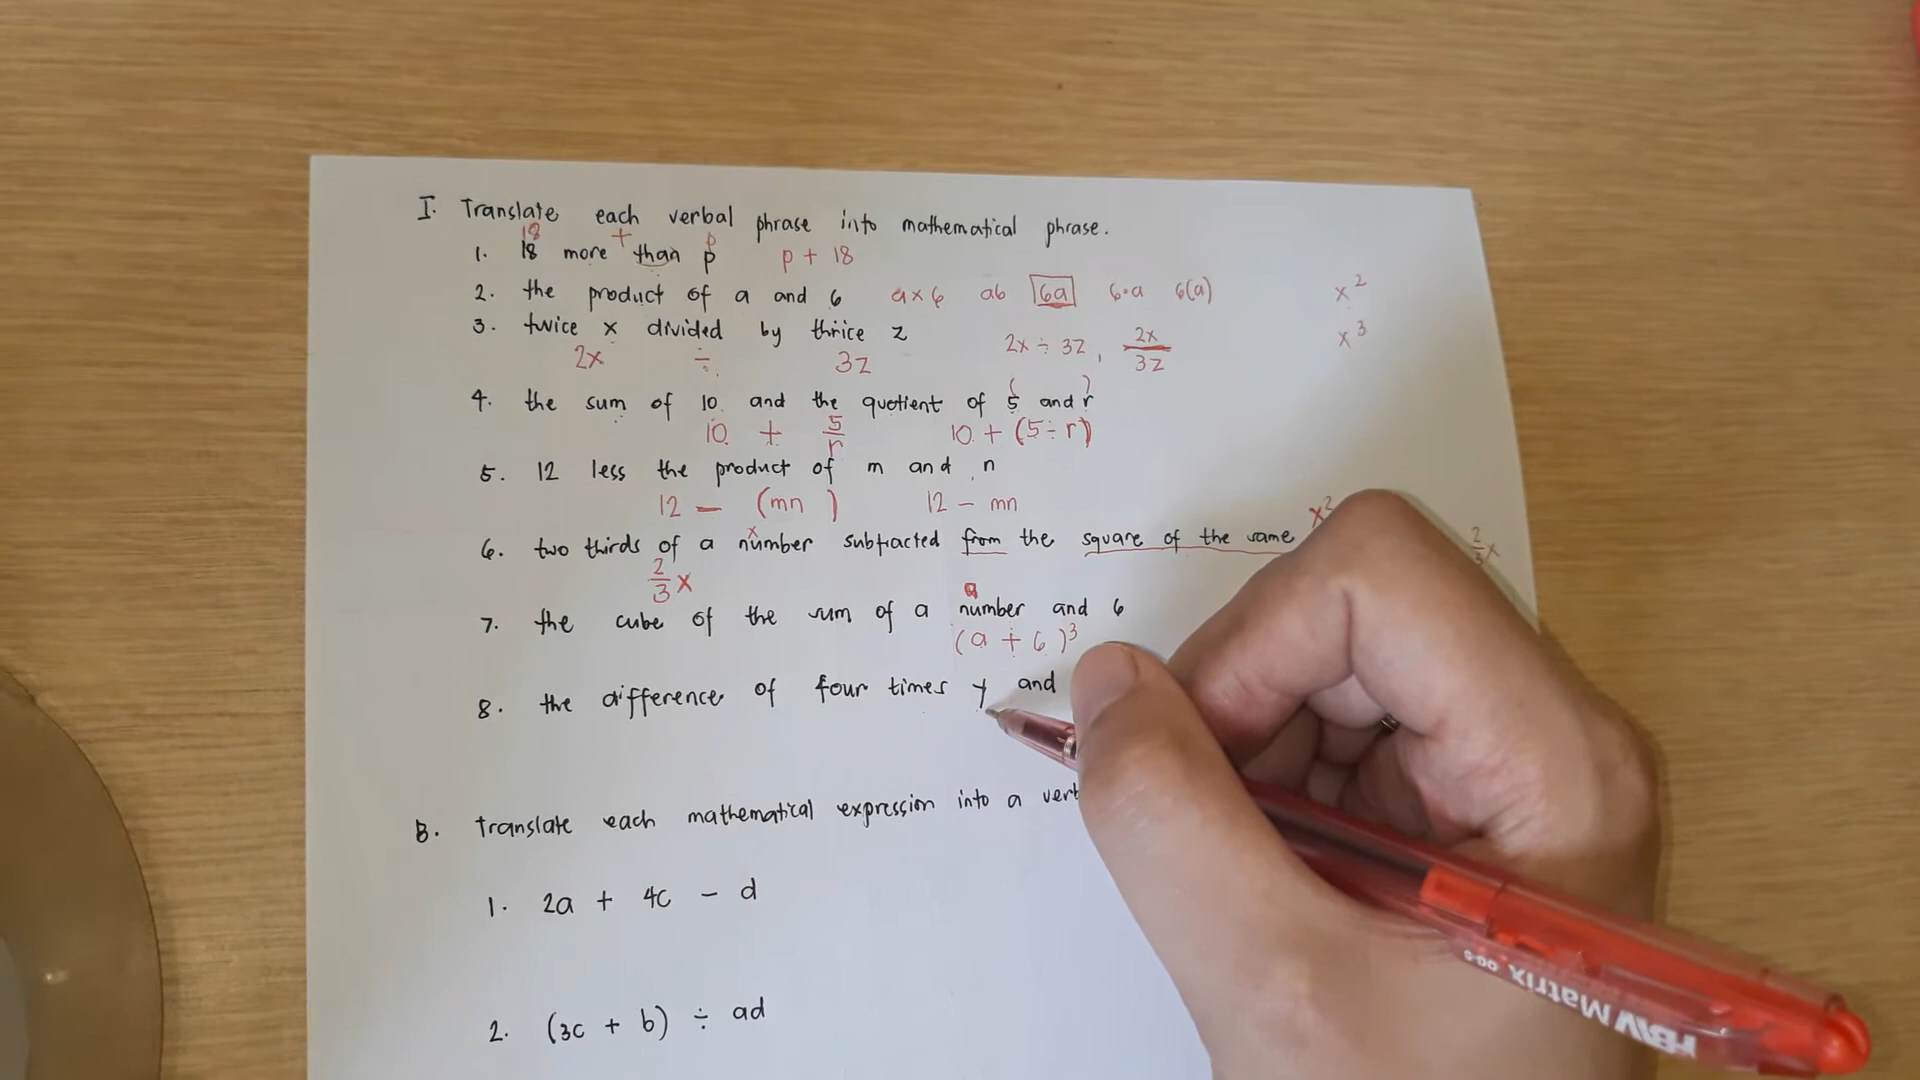 I. Translate each verbal phrase into mathematical phrase.
18 + p
1. 18 more than p p + 18
2. the product of a and 6 a×6 a6 6a 6·a 6(a) x²
3. twice x divided by thrice z 2x ÷ 3z, 2x/3z x³
2x ÷ 3z
4. the sum of 10 and the quotient of 5 and r
10 + 5/r 10 + (5÷r)
5. 12 less the product of m and n
12 − (mn) 12 − mn
x x²
6. two thirds of a number subtracted from the square of the same
2/3 x 2/3 x
a
7. the cube of the sum of a number and 6
(a + 6)³
8. the difference of four times y and
B. Translate each mathematical expression into a
1. 2a + 4c − d
2. (3c + b) ÷ ad
HBW Matrix